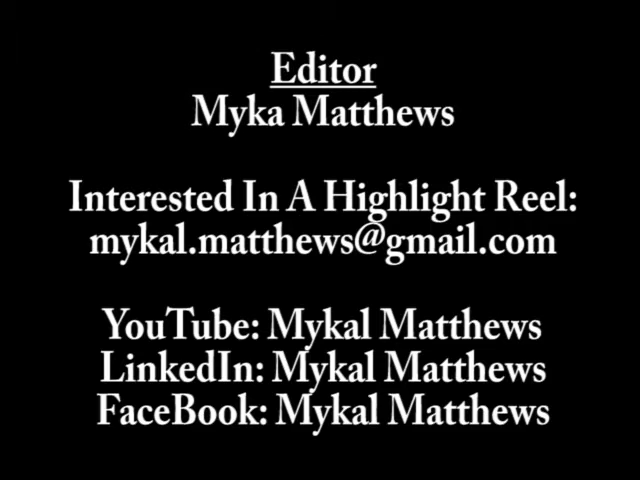 Editor
Myka Matthews
Interested In A Highlight Reel:
mykal.matthews@gmail.com
YouTube: Mykal Matthews
LinkedIn: Mykal Matthews
FaceBook: Mykal Matthews